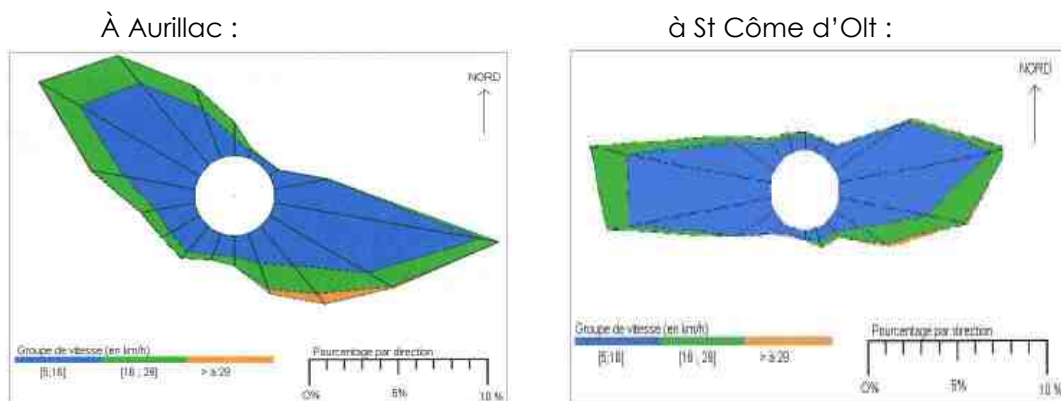 À Aurillac :
à St Côme d’Olt :
NORD
Groupe de vitesse (en km/h)
[5;16] [16 ; 29] > à 29
Pourcentage par direction
0% 5% 10 %
NORD
Groupe de vitesse (en km/h)
[5;16] [16 ; 29] > à 29
Pourcentage par direction
0% 5% 10 %